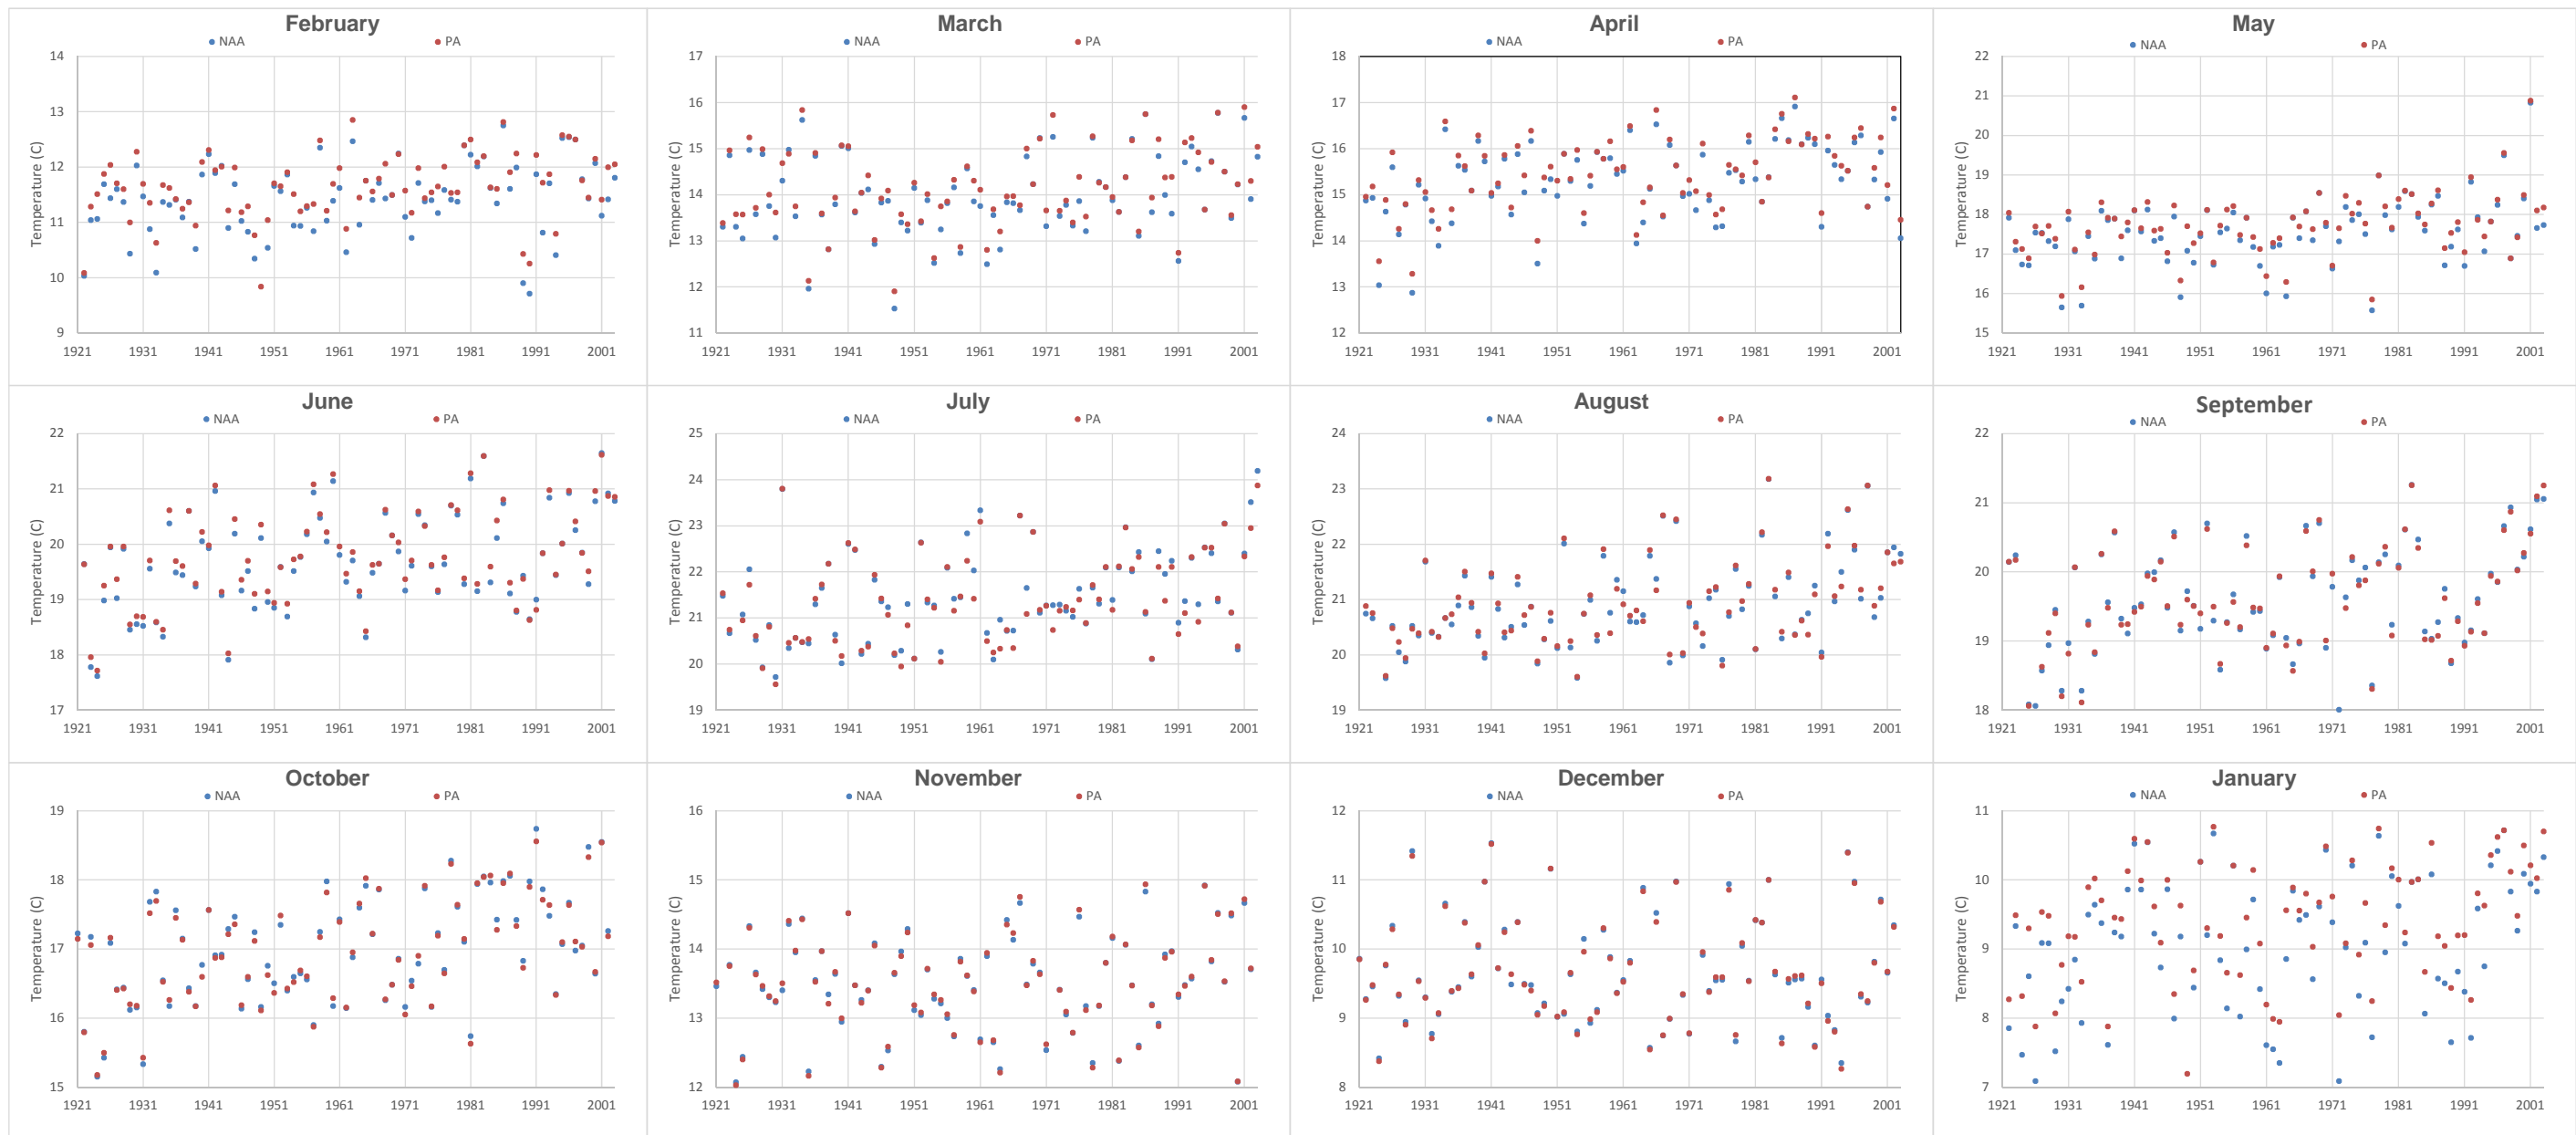 February March April May
NAA PA NAA PA NAA PA NAA PA
Temperature (C) Temperature (C) Temperature (C) Temperature (C)
14 17 18 22
13 16 17 21
12 15 16 20
11 14 15 19
10 13 14 18
9 12 13 17
11 12 16
15
1921 1931 1941 1951 1961 1971 1981 1991 2001
1921 1931 1941 1951 1961 1971 1981 1991 2001
1921 1931 1941 1951 1961 1971 1981 1991 2001
1921 1931 1941 1951 1961 1971 1981 1991 2001
June July August September
NAA PA NAA PA NAA PA NAA PA
Temperature (C) Temperature (C) Temperature (C) Temperature (C)
22 25 24 22
21 24 23 21
20 23 22 20
19 22 21 19
18 21 20 18
17 20 19
19
1921 1931 1941 1951 1961 1971 1981 1991 2001
1921 1931 1941 1951 1961 1971 1981 1991 2001
1921 1931 1941 1951 1961 1971 1981 1991 2001
1921 1931 1941 1951 1961 1971 1981 1991 2001
October November December January
NAA PA NAA PA NAA PA NAA PA
Temperature (C) Temperature (C) Temperature (C) Temperature (C)
19 16 12 11
18 15 11 10
17 14 10 9
16 13 9 8
15 12 8 7
1921 1931 1941 1951 1961 1971 1981 1991 2001
1921 1931 1941 1951 1961 1971 1981 1991 2001
1921 1931 1941 1951 1961 1971 1981 1991 2001
1921 1931 1941 1951 1961 1971 1981 1991 2001